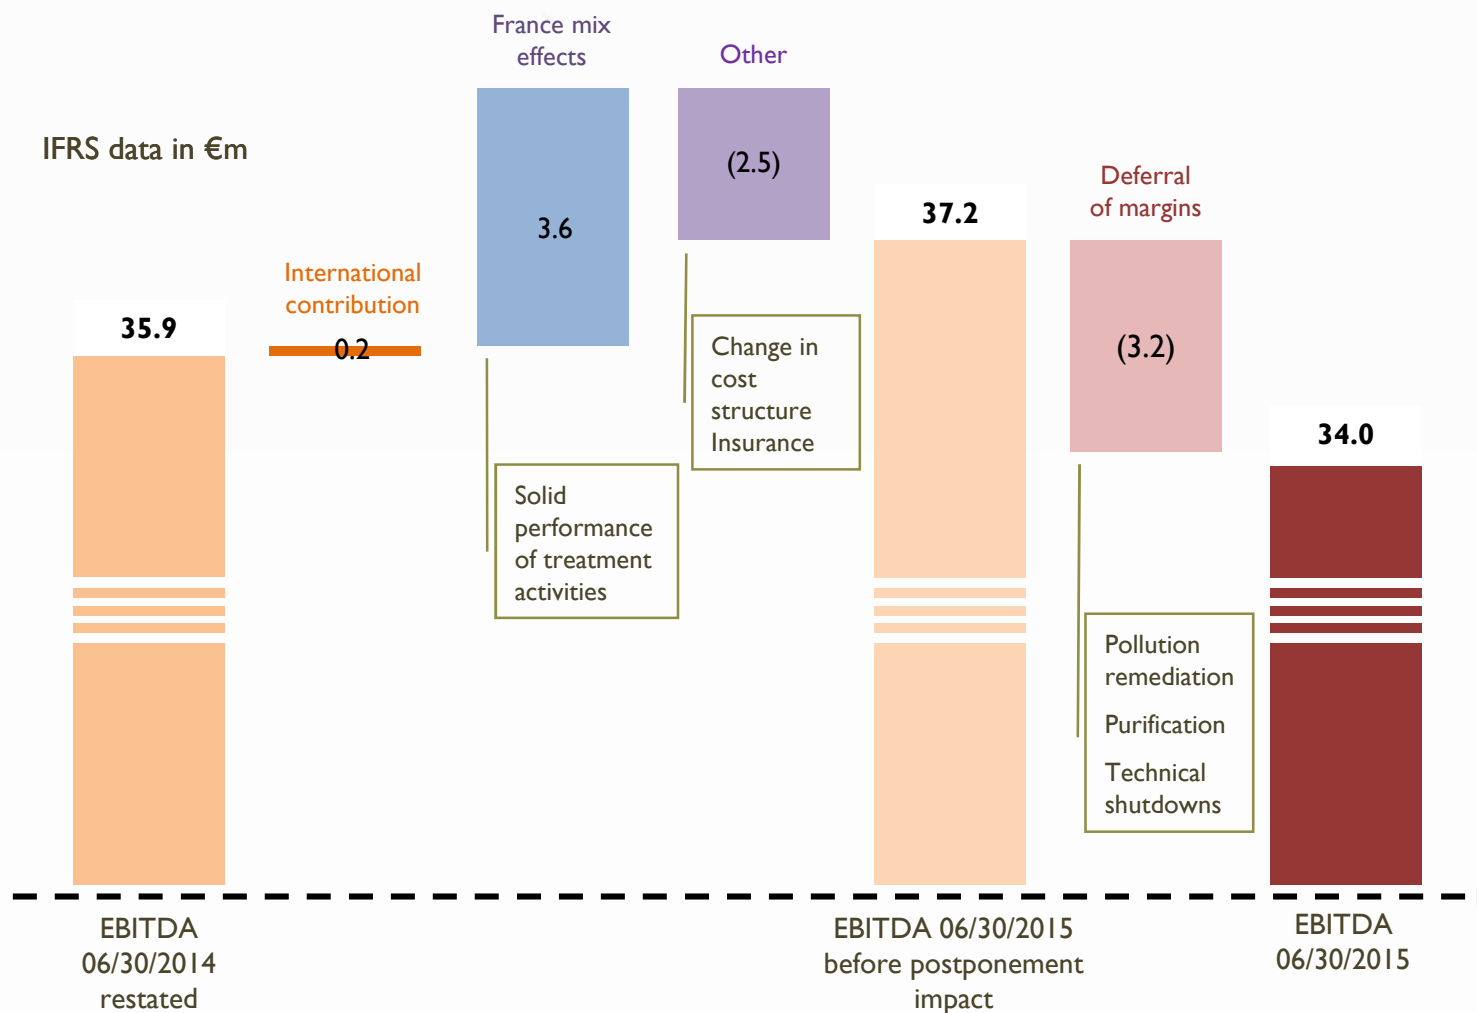 IFRS data in €m
35.9
International
contribution
0.2
France mix
effects
3.6
Solid
performance
of treatment
activities
Other
(2.5)
Change in
cost
structure
Insurance
37.2
Deferral
of margins
(3.2)
Pollution
remediation
Purification
Technical
shutdowns
34.0
EBITDA
06/30/2014
restated
EBITDA 06/30/2015
before postponement
impact
EBITDA
06/30/2015